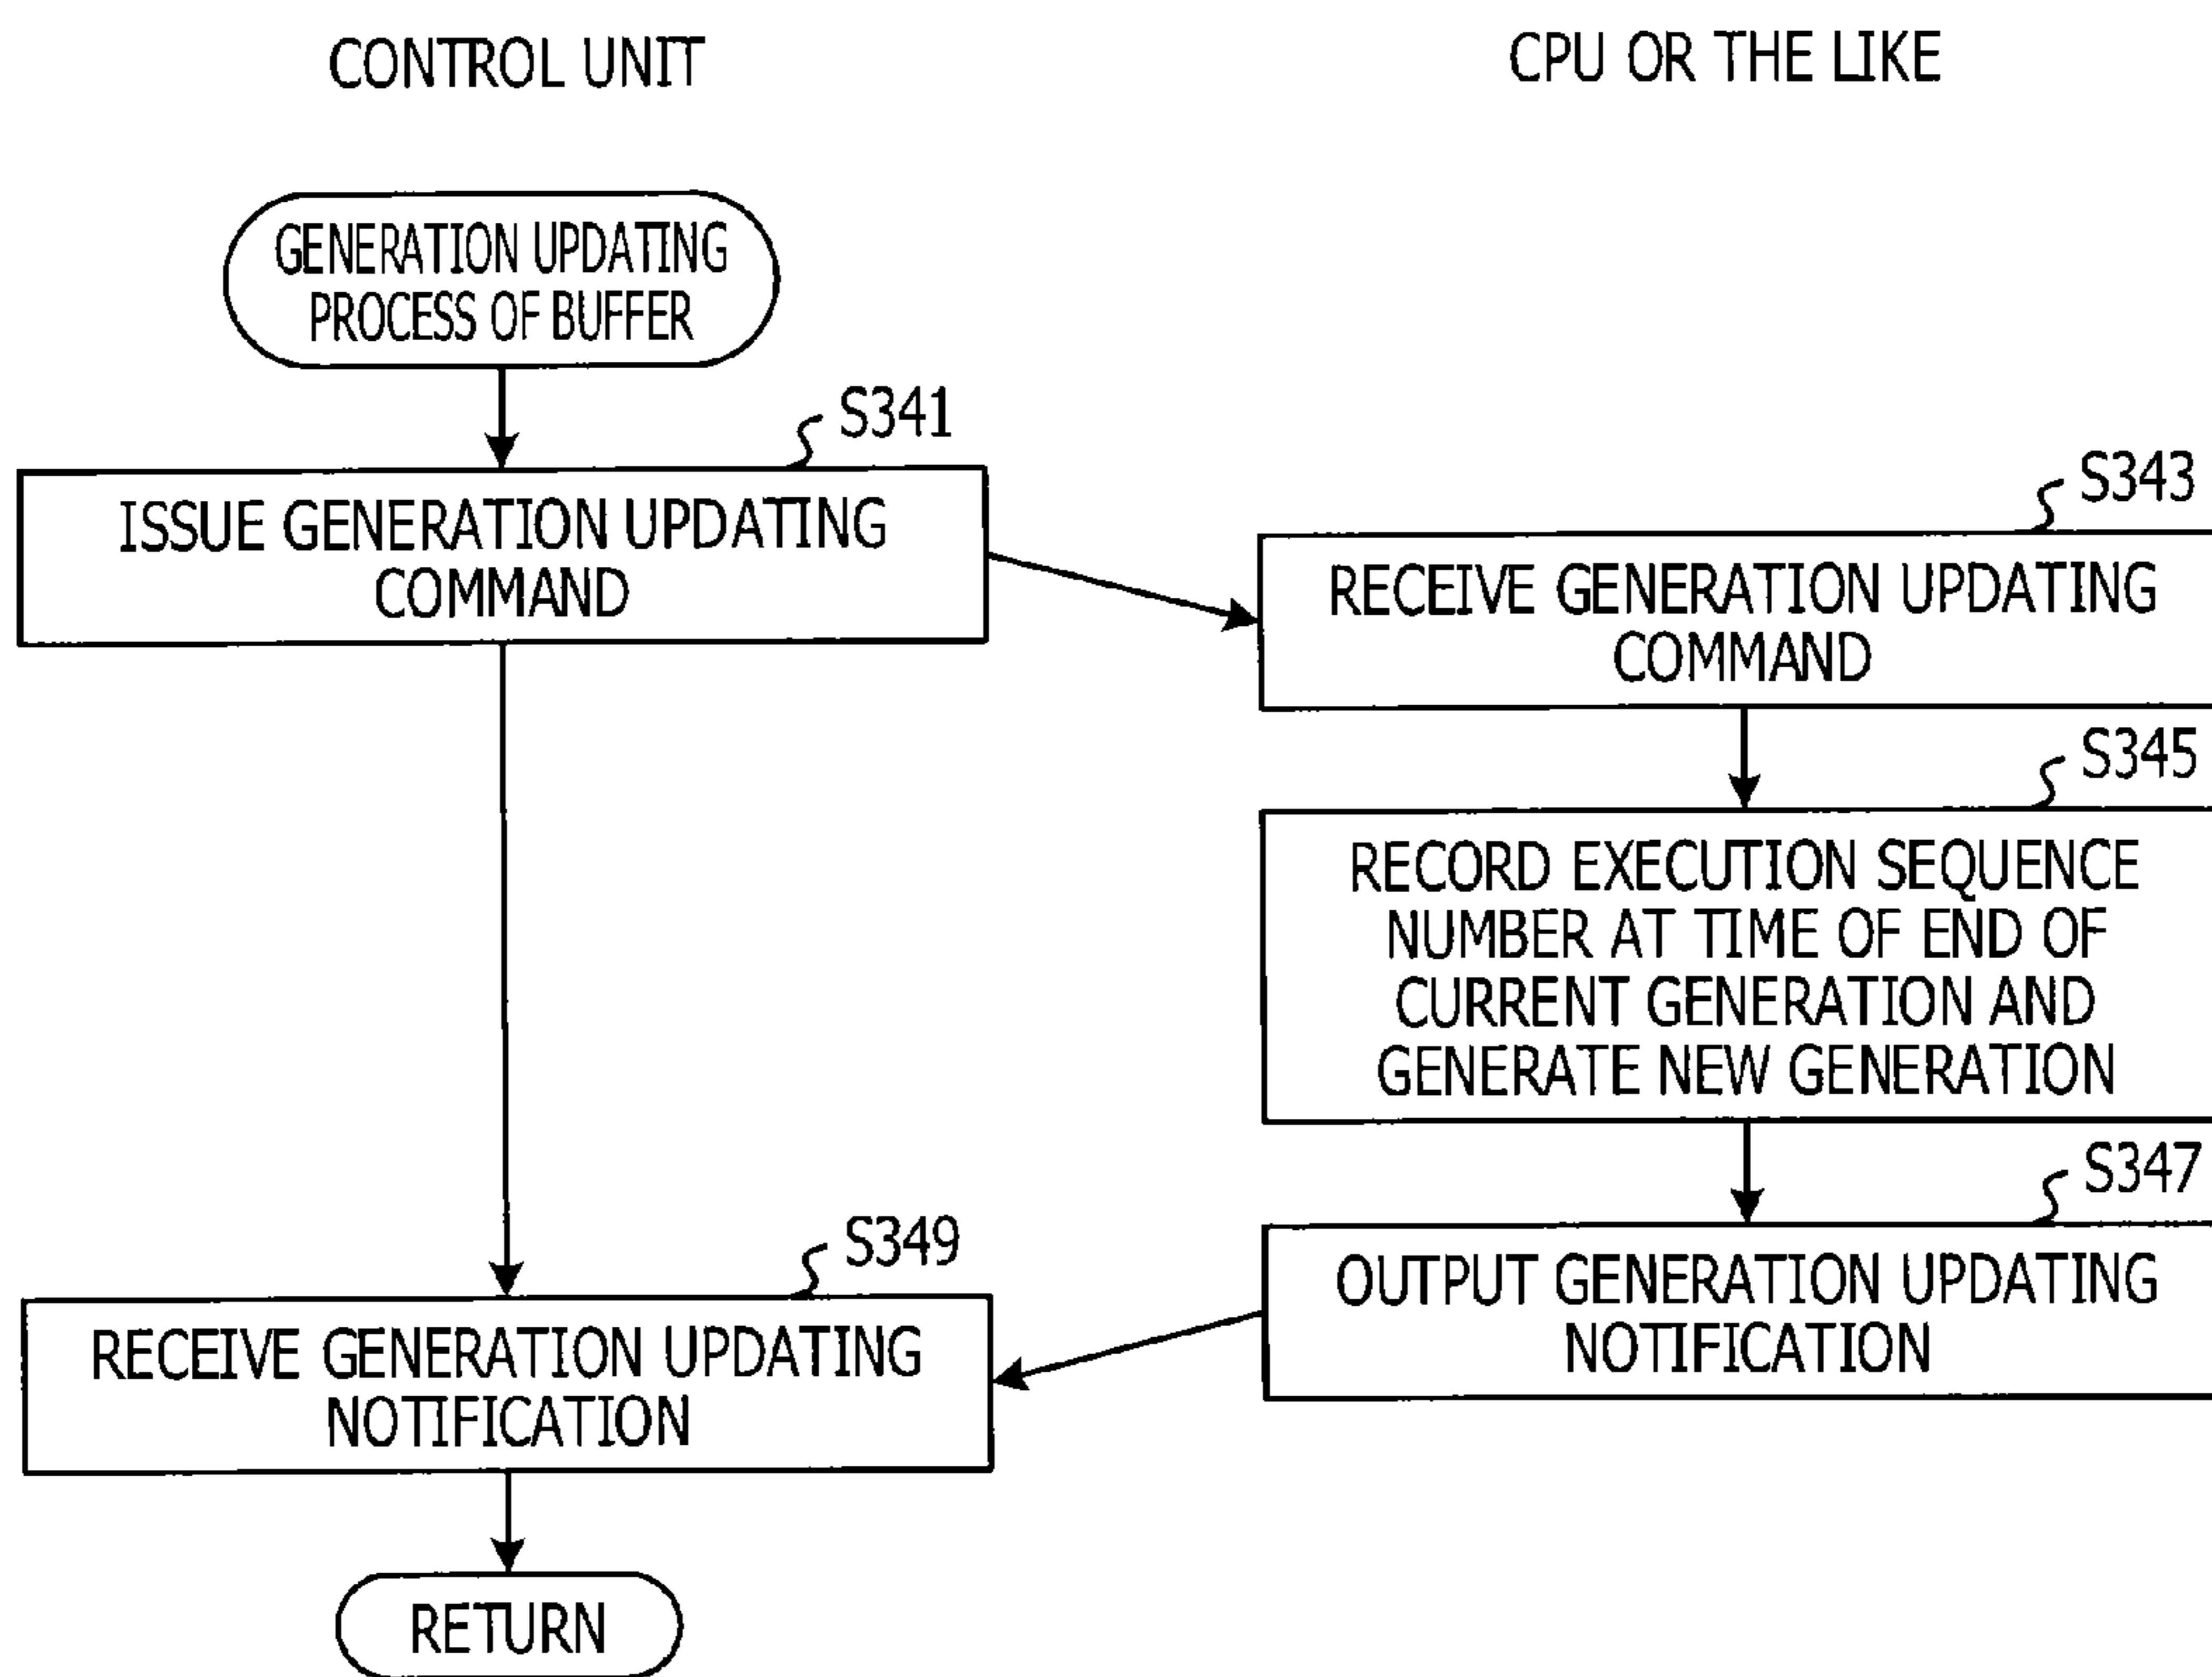 CONTROL UNIT
CPU OR THE LIKE
GENERATION UPDATING
PROCESS OF BUFFER
S341
ISSUE GENERATION UPDATING
COMMAND
S343
RECEIVE GENERATION UPDATING
COMMAND
S345
RECORD EXECUTION SEQUENCE
NUMBER AT TIME OF END OF
CURRENT GENERATION AND
GENERATE NEW GENERATION
S347
OUTPUT GENERATION UPDATING
NOTIFICATION
S349
RECEIVE GENERATION UPDATING
NOTIFICATION
RETURN